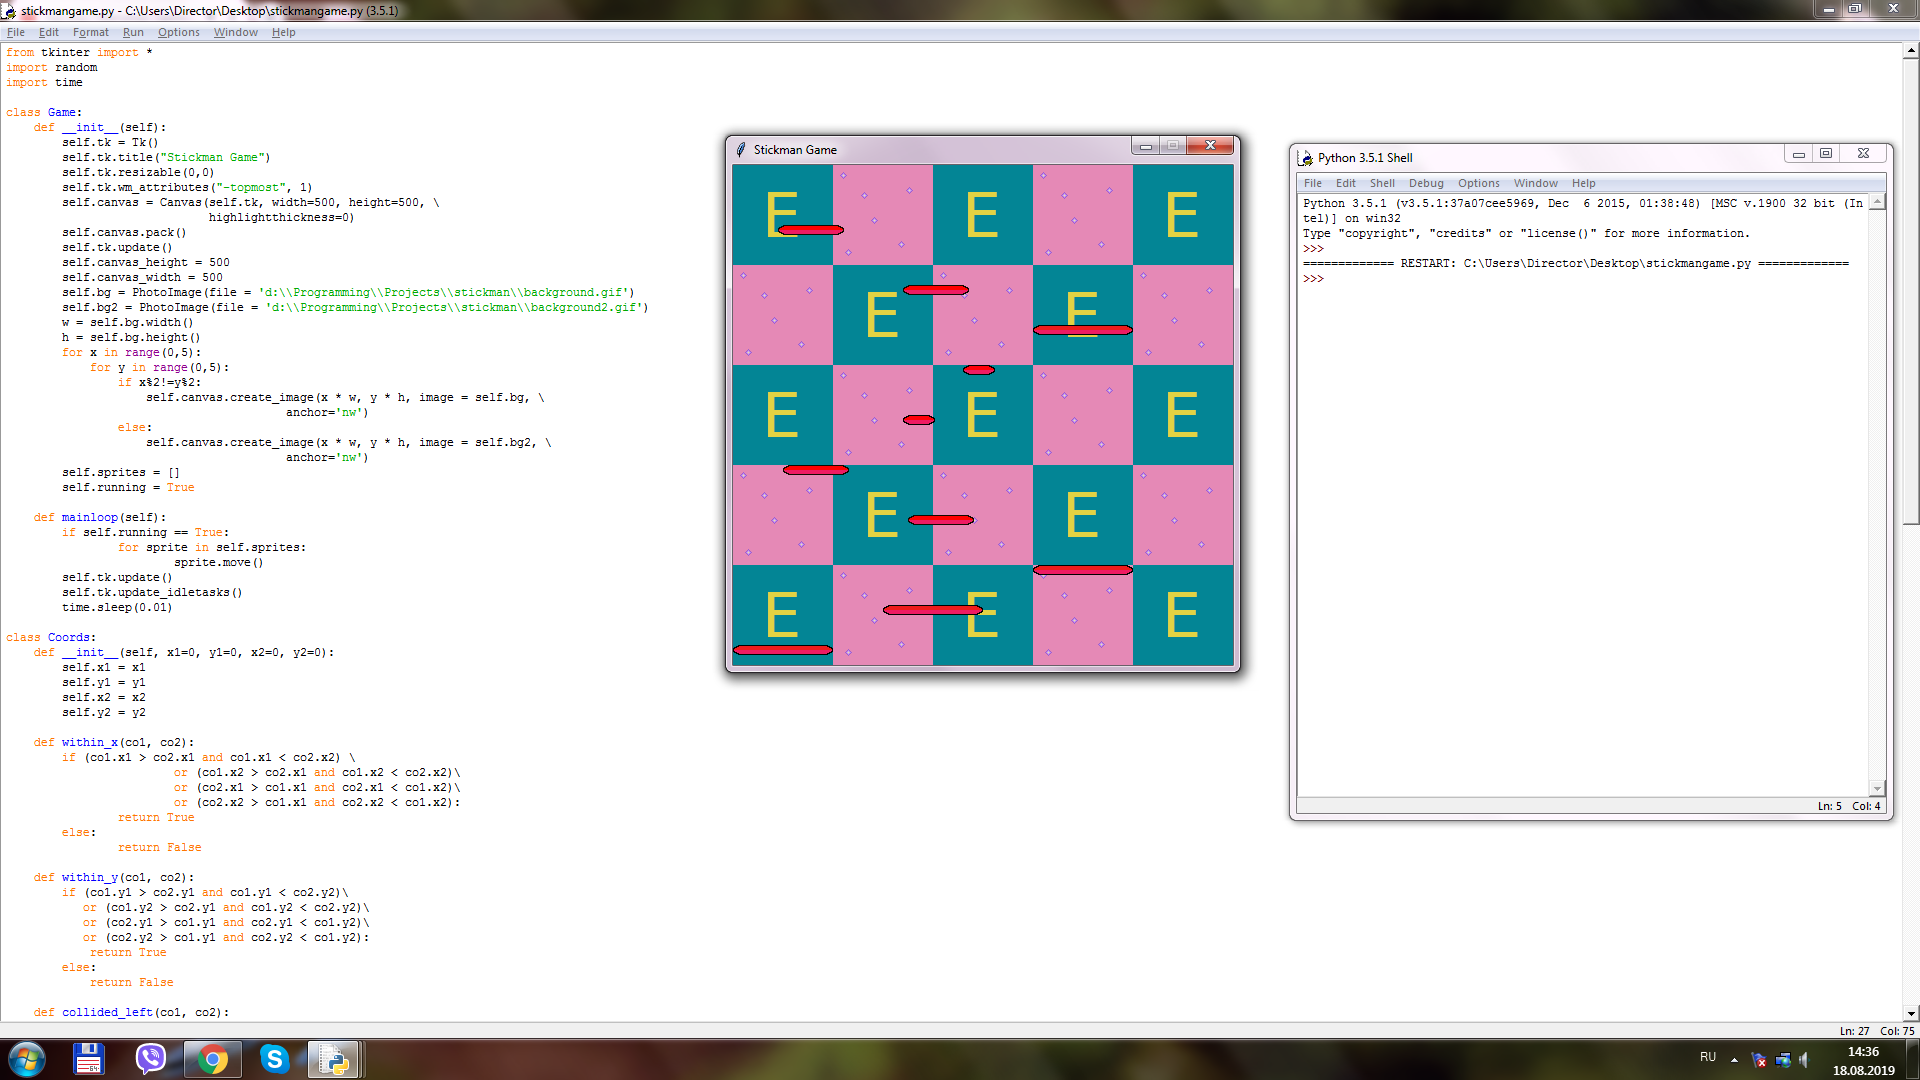 stickmangame.py - C:\Users\Director\Desktop\stickmangame.py (3.5.1)
File Edit Format Run Options Window Help
from tkinter import *
import random
import time
class Game:
    def __init__(self):
        self.tk = Tk()
        self.tk.title("Stickman Game")
        self.tk.resizable(0,0)
        self.tk.wm_attributes("-topmost", 1)
        self.canvas = Canvas(self.tk, width=500, height=500, \
                             highlightthickness=0)
        self.canvas.pack()
        self.tk.update()
        self.canvas_height = 500
        self.canvas_width = 500
        self.bg = PhotoImage(file = 'd:\\Programming\\Projects\\stickman\\background.gif')
        self.bg2 = PhotoImage(file = 'd:\\Programming\\Projects\\stickman\\background2.gif')
        w = self.bg.width()
        h = self.bg.height()
        for x in range(0,5):
            for y in range(0,5):
                if x%2!=y%2:
                    self.canvas.create_image(x * w, y * h, image = self.bg, \
                                        anchor='nw')
                else:
                    self.canvas.create_image(x * w, y * h, image = self.bg2, \
                                        anchor='nw')
        self.sprites = []
        self.running = True
    def mainloop(self):
        if self.running == True:
                for sprite in self.sprites:
                        sprite.move()
        self.tk.update()
        self.tk.update_idletasks()
        time.sleep(0.01)
class Coords:
    def __init__(self, x1=0, y1=0, x2=0, y2=0):
        self.x1 = x1
        self.y1 = y1
        self.x2 = x2
        self.y2 = y2
    def within_x(co1, co2):
        if (co1.x1 > co2.x1 and co1.x1 < co2.x2) \
                        or (co1.x2 > co2.x1 and co1.x2 < co2.x2)\
                        or (co2.x1 > co1.x1 and co2.x1 < co1.x2)\
                        or (co2.x2 > co1.x1 and co2.x2 < co1.x2):
                return True
        else:
                return False
    def within_y(co1, co2):
        if (co1.y1 > co2.y1 and co1.y1 < co2.y2)\
           or (co1.y2 > co2.y1 and co1.y2 < co2.y2)\
           or (co2.y1 > co1.y1 and co2.y1 < co1.y2)\
           or (co2.y2 > co1.y1 and co2.y2 < co1.y2):
            return True
        else:
            return False
    def collided_left(co1, co2):
Ln: 27 Col: 75
Stickman Game
E E E
E E
E E E
E E
E E E
Python 3.5.1 Shell
File Edit Shell Debug Options Window Help
Python 3.5.1 (v3.5.1:37a07cee5969, Dec  6 2015, 01:38:48) [MSC v.1900 32 bit (In
tel)] on win32
Type "copyright", "credits" or "license()" for more information.
>>>
============= RESTART: C:\Users\Director\Desktop\stickmangame.py =============
>>>
Ln: 5 Col: 4
64
S
RU
14:36
18.08.2019